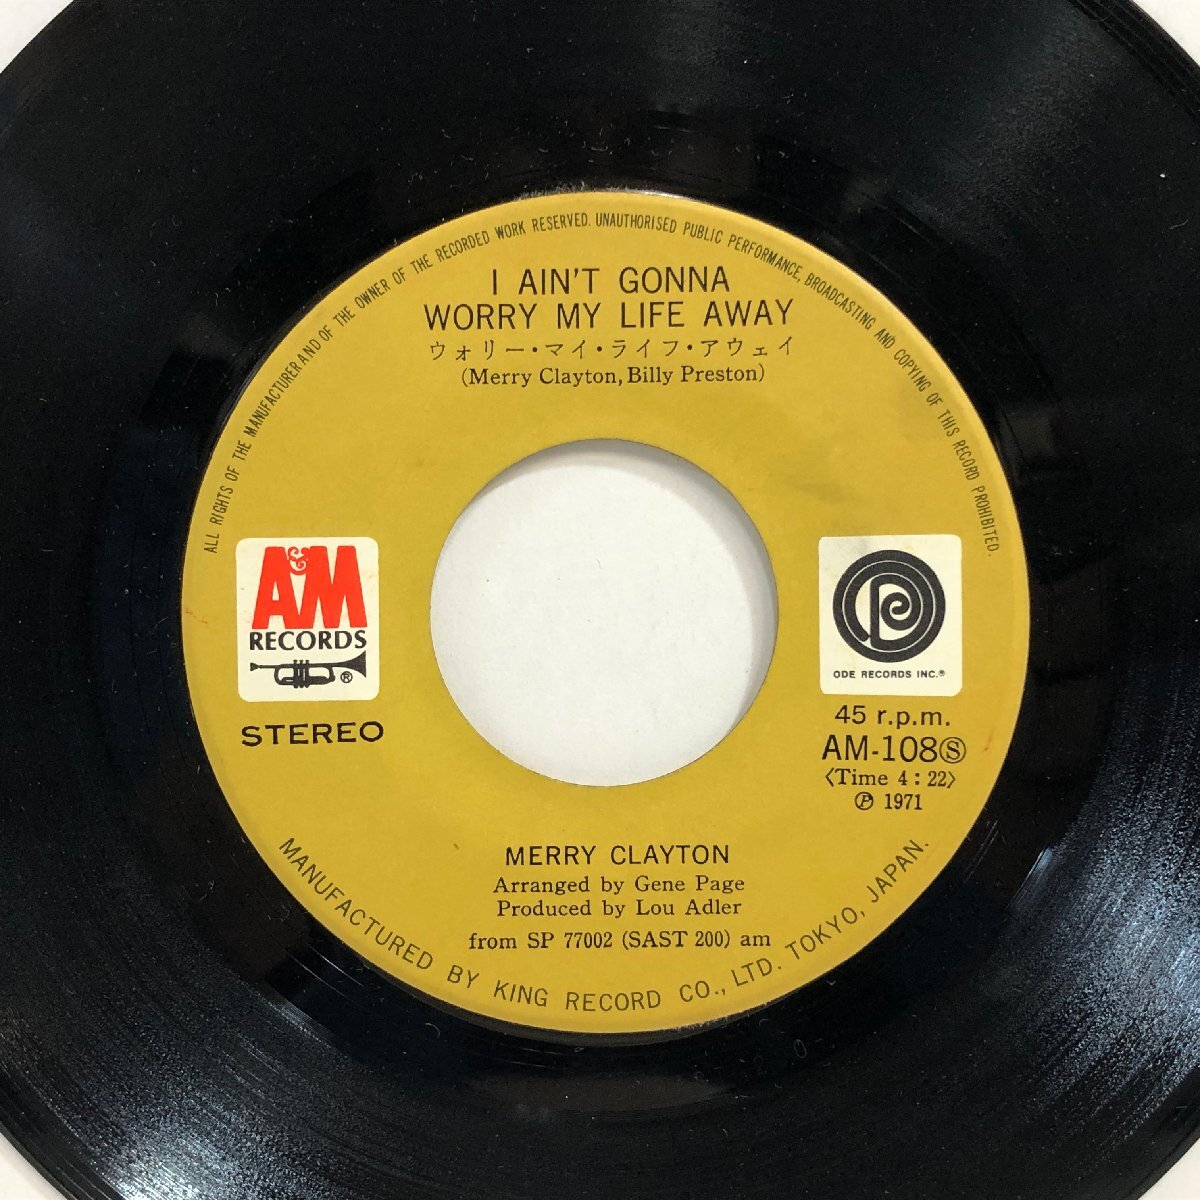 ALL RIGHTS OF THE MANUFACTURER AND OF THE OWNER OF THE RECORDED WORK RESERVED. UNAUTHORISED PUBLIC PERFORMANCE, BROADCASTING AND COPYING OF THIS RECORD PROHIBITED.
I AIN'T GONNA
WORRY MY LIFE AWAY
ウォリー・マイ・ライフ・アウェイ
(Merry Clayton, Billy Preston)
A&M
RECORDS
®
STEREO
ODE RECORDS INC.®
45 r.p.m.
AM-108Ⓢ
〈Time 4 : 22〉
℗ 1971
MERRY CLAYTON
Arranged by Gene Page
Produced by Lou Adler
from SP 77002 (SAST 200) am
MANUFACTURED BY KING RECORD CO., LTD. TOKYO, JAPAN.